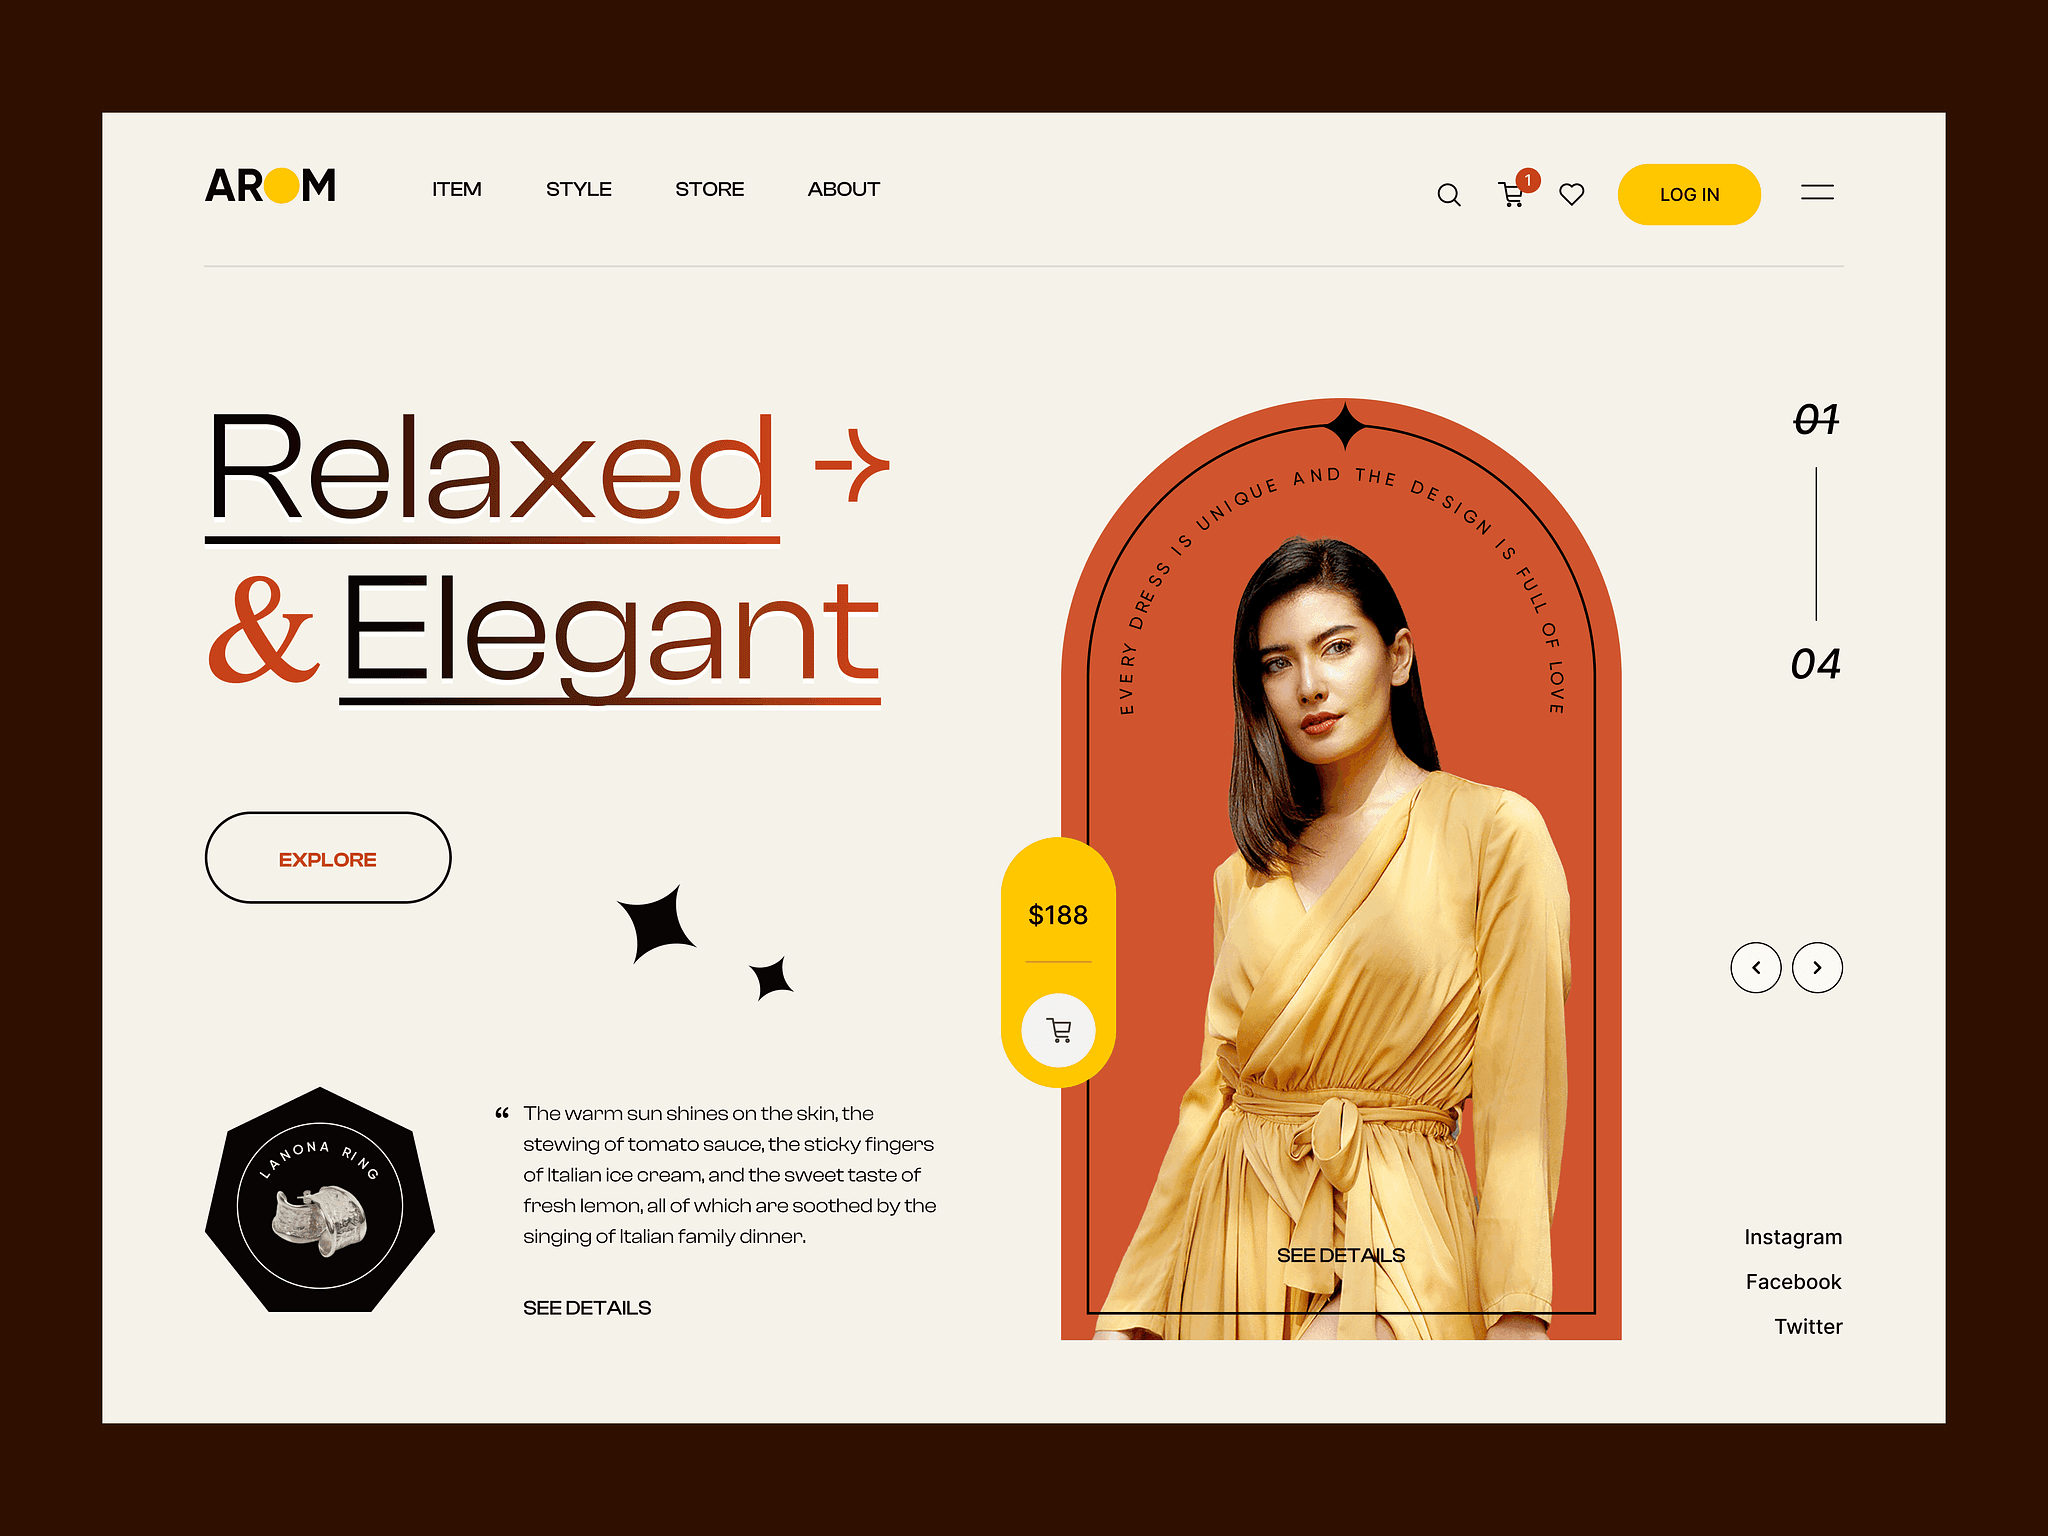 AROM
ITEM
STYLE
STORE
ABOUT
1
LOG IN
Relaxed
& Elegant
EXPLORE
LANONA RING
“ The warm sun shines on the skin, the
stewing of tomato sauce, the sticky fingers
of Italian ice cream, and the sweet taste of
fresh lemon, all of which are soothed by the
singing of Italian family dinner.
SEE DETAILS
EVERY DRESS IS UNIQUE AND THE DESIGN IS FULL OF LOVE
$188
SEE DETAILS
01
04
Instagram
Facebook
Twitter